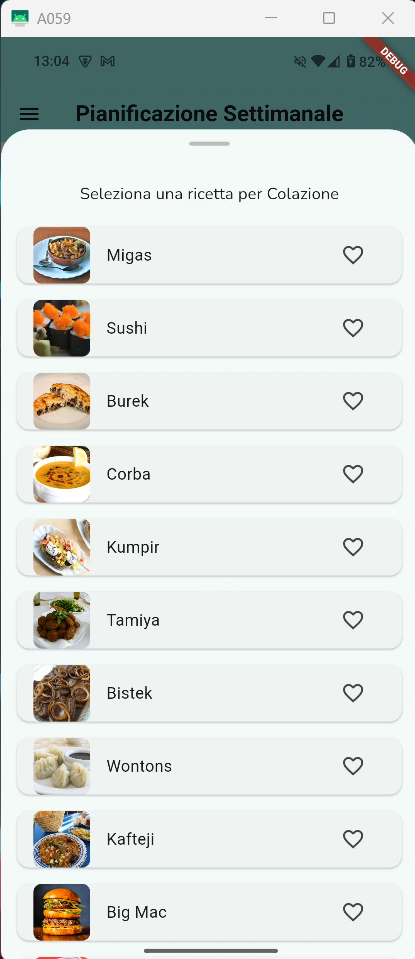 A059
13:04
82%
DEBUG
Pianificazione Settimanale
Seleziona una ricetta per Colazione
Migas
Sushi
Burek
Corba
Kumpir
Tamiya
Bistek
Wontons
Kafteji
Big Mac